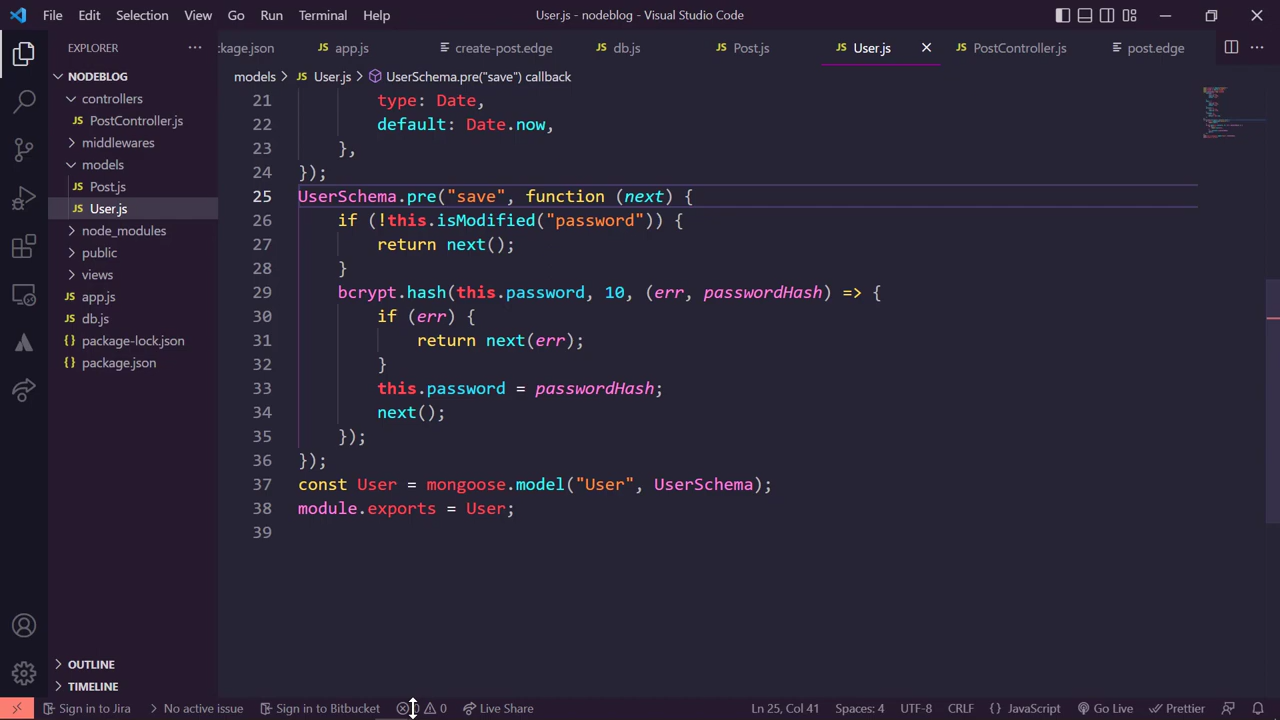 File Edit Selection View Go Run Terminal Help
User.js - nodeblog - Visual Studio Code
EXPLORER
NODEBLOG
controllers
PostController.js
middlewares
models
Post.js
User.js
node_modules
public
views
app.js
db.js
{} package-lock.json
{} package.json
OUTLINE
TIMELINE
ckage.json JS app.js create-post.edge JS db.js JS Post.js JS User.js JS PostController.js post.edge
models > JS User.js > UserSchema.pre("save") callback
21 type: Date,
22 default: Date.now,
23 },
24 });
25 UserSchema.pre("save", function (next) {
26 if (!this.isModified("password")) {
27 return next();
28 }
29 bcrypt.hash(this.password, 10, (err, passwordHash) => {
30 if (err) {
31 return next(err);
32 }
33 this.password = passwordHash;
34 next();
35 });
36 });
37 const User = mongoose.model("User", UserSchema);
38 module.exports = User;
39
Sign in to Jira No active issue Sign in to Bitbucket 0 Live Share Ln 25, Col 41 Spaces: 4 UTF-8 CRLF {} JavaScript Go Live Prettier